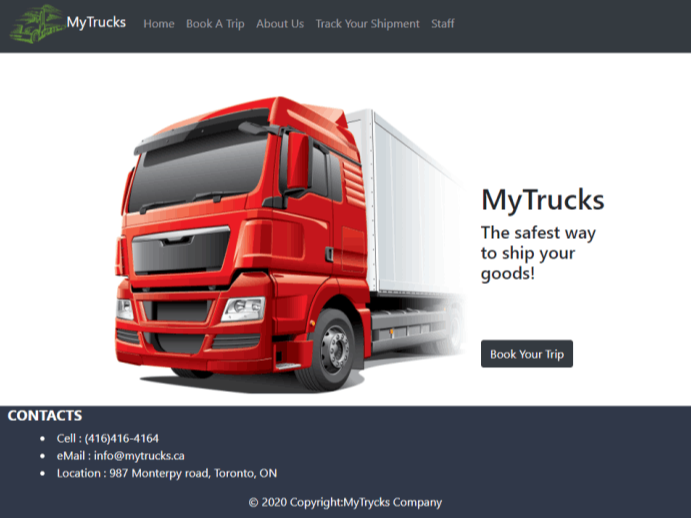 MyTrucks Home Book A Trip About Us Track Your Shipment Staff
MyTrucks
The safest way
to ship your
goods!
Book Your Trip
CONTACTS
Cell : (416)416-4164
eMail : info@mytrucks.ca
Location : 987 Monterpy road, Toronto, ON
© 2020 Copyright:MyTrycks Company